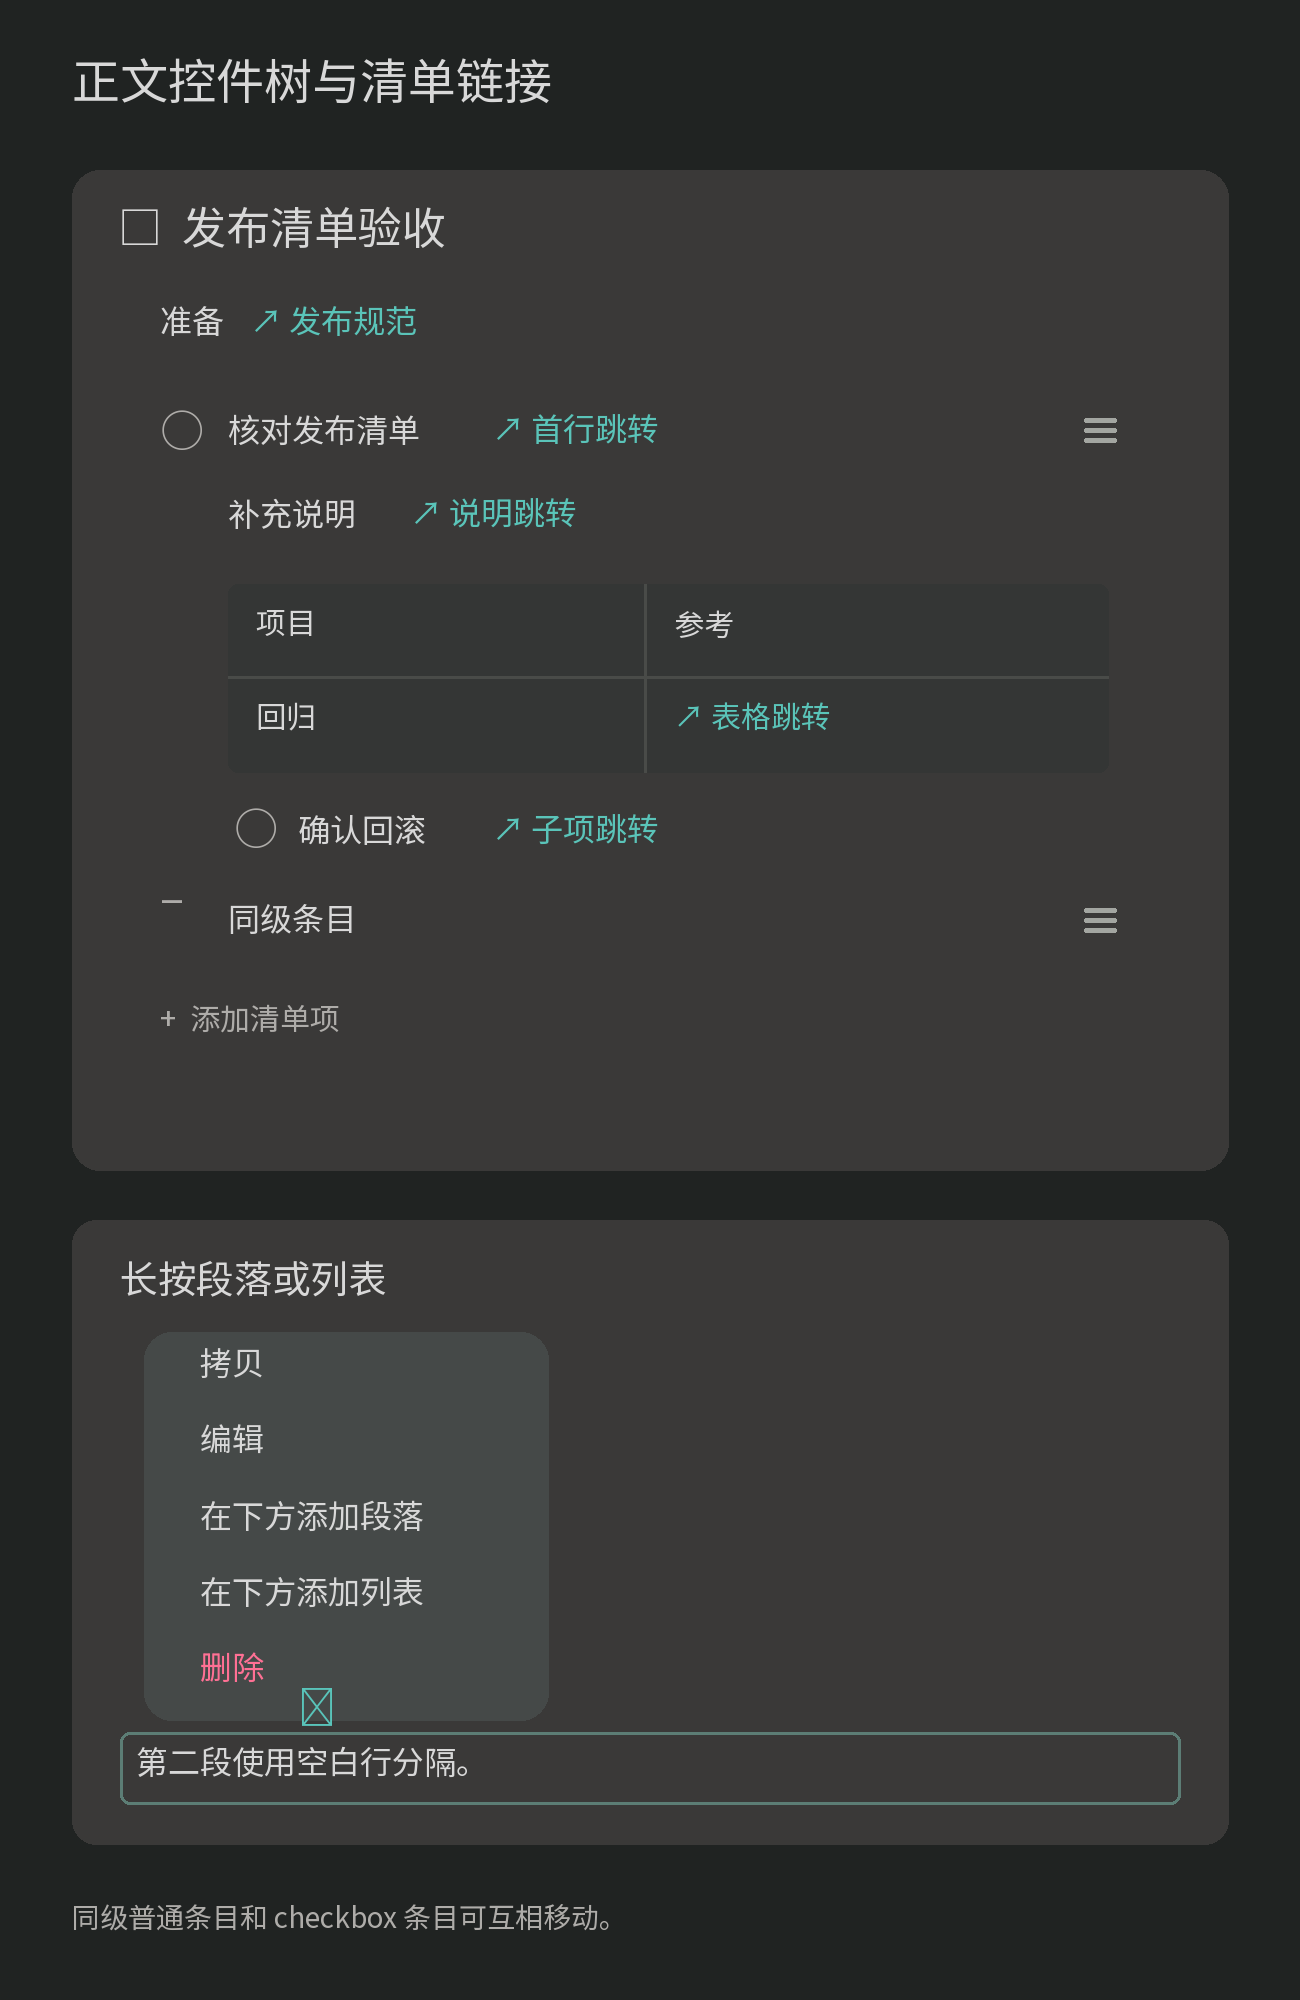 正文控件树与清单链接
□ 发布清单验收
准备 ↗ 发布规范
○ 核对发布清单 ↗ 首行跳转
补充说明 ↗ 说明跳转
项目 参考
回归 ↗ 表格跳转
○ 确认回滚 ↗ 子项跳转
– 同级条目
+ 添加清单项
长按段落或列表
拷贝
编辑
在下方添加段落
在下方添加列表
删除
第二段使用空白行分隔。
同级普通条目和 checkbox 条目可互相移动。